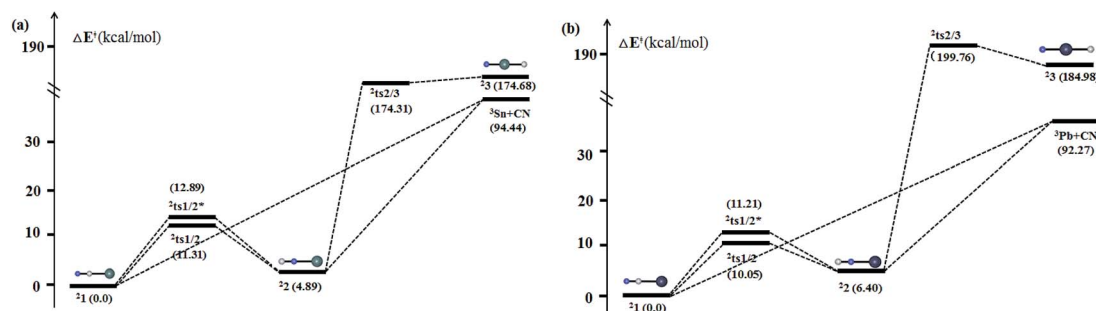 (a)
△E‡(kcal/mol)
190
²ts2/3
(174.31)
²3 (174.68)
³Sn+CN
(94.44)
30
20
(12.89)
²ts1/2*
10
²ts1/2
(11.31)
0
²1 (0.0)
²2 (4.89)
(b)
△E‡(kcal/mol)
190
²ts2/3
(199.76)
²3 (184.98)
³Pb+CN
(92.27)
30
20
(11.21)
²ts1/2*
10
²ts1/2
(10.05)
0
²1 (0.0)
²2 (6.40)